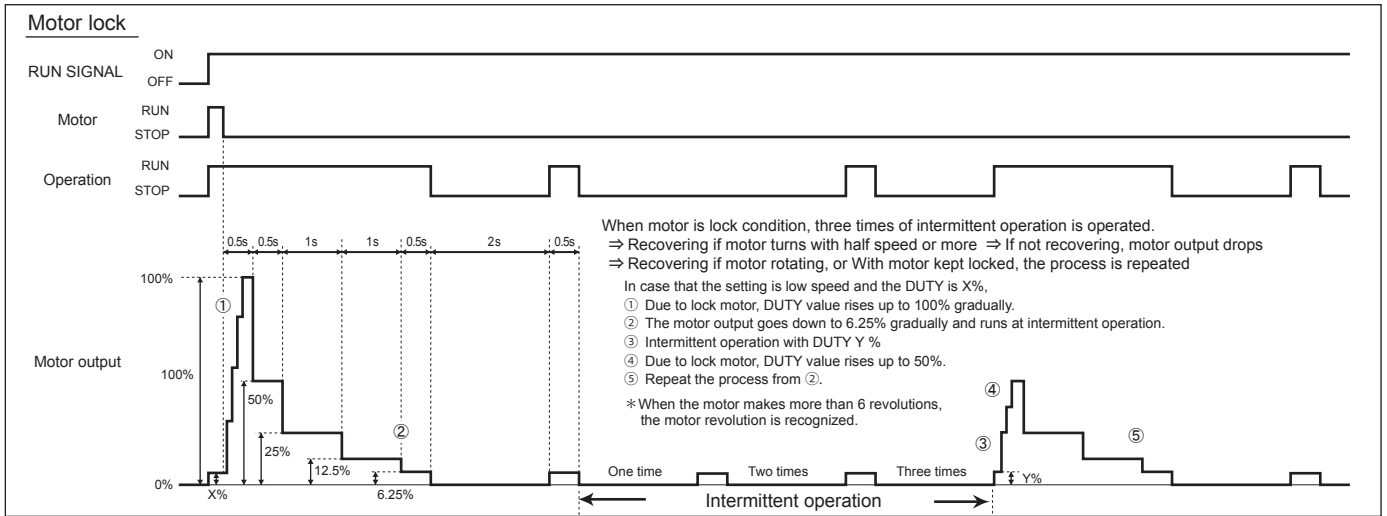 Motor lock
ON
RUN SIGNAL
OFF
RUN
Motor
STOP
RUN
Operation
STOP
When motor is lock condition, three times of intermittent operation is operated.
0.5s 0.5s 1s 1s 0.5s 2s 0.5s
⇒ Recovering if motor turns with half speed or more ⇒ If not recovering, motor output drops
⇒ Recovering if motor rotating, or With motor kept locked, the process is repeated
In case that the setting is low speed and the DUTY is X%,
① Due to lock motor, DUTY value rises up to 100% gradually.
② The motor output goes down to 6.25% gradually and runs at intermittent operation.
③ Intermittent operation with DUTY Y %
④ Due to lock motor, DUTY value rises up to 50%.
⑤ Repeat the process from ②.
＊When the motor makes more than 6 revolutions,
the motor revolution is recognized.
100%
①
Motor output
100%
50%
④
②
25%
③
⑤
12.5%
6.25%
0%
X%
One time
Two times
Three times
Y%
Intermittent operation